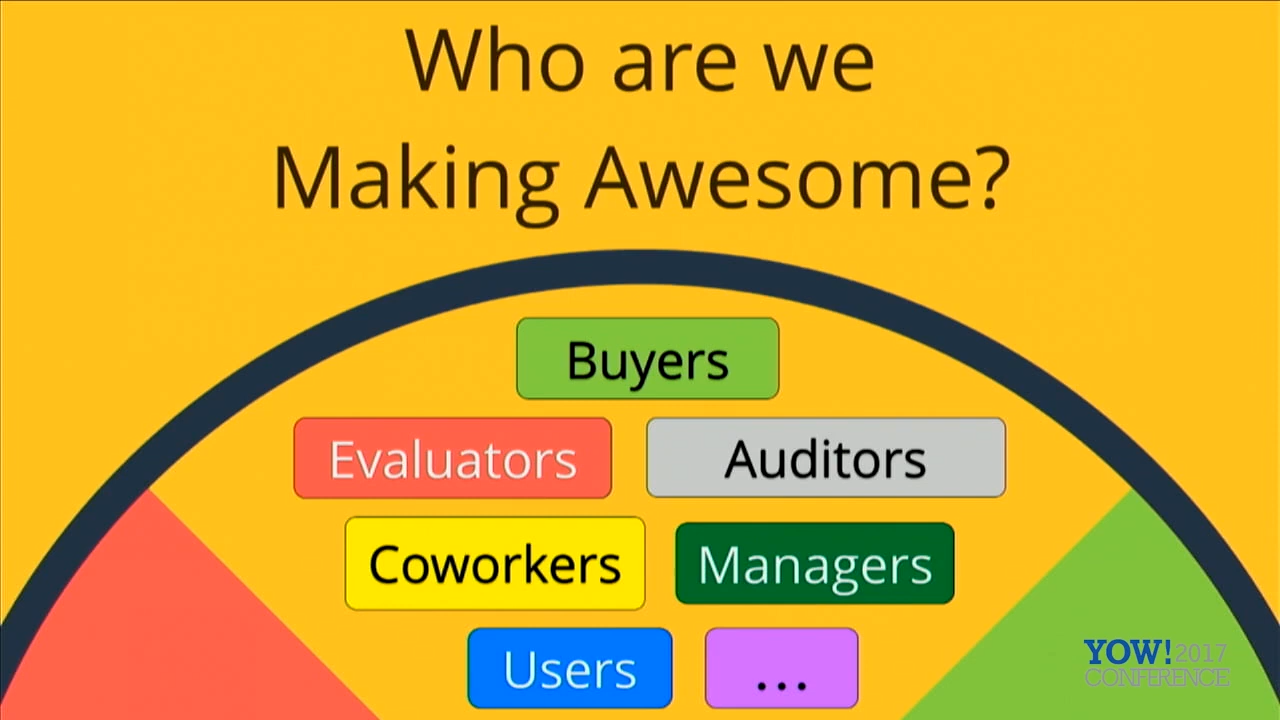 Who are we
Making Awesome?
Buyers
Evaluators
Auditors
Coworkers
Managers
Users
...
YOW! 2017
CONFERENCE